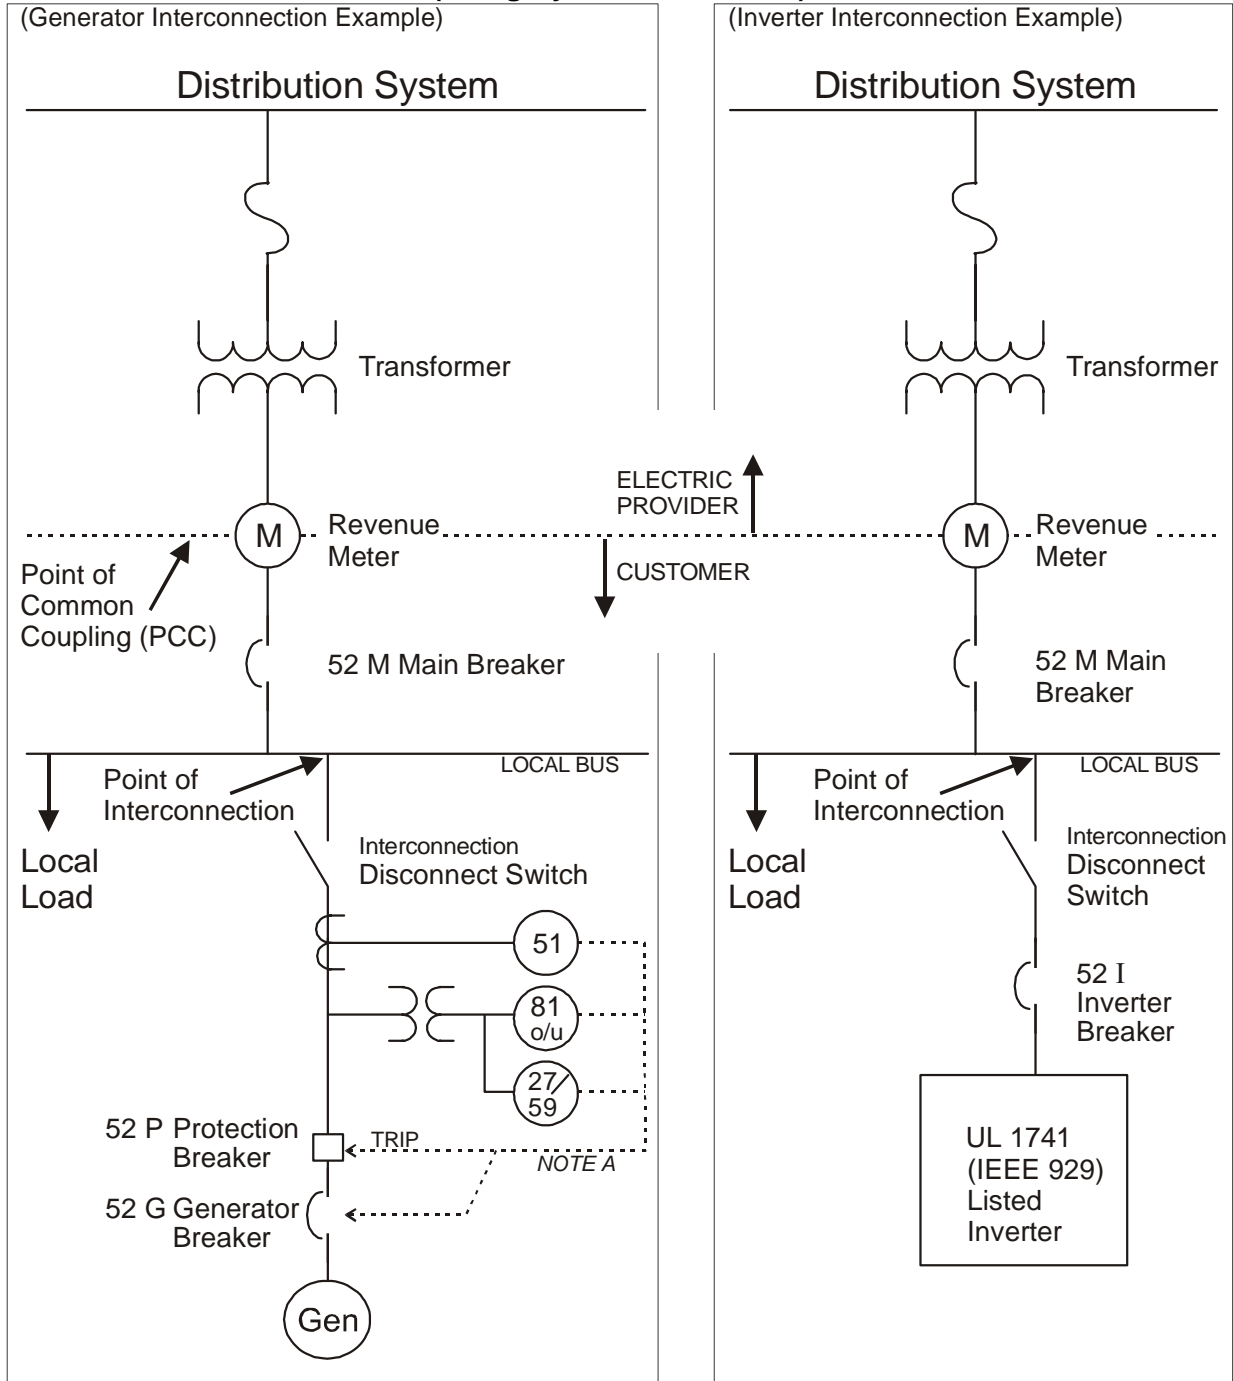 (Generator Interconnection Example)
Distribution System
Transformer
M
Revenue
Meter
Point of
Common
Coupling (PCC)
52 M Main Breaker
LOCAL BUS
Point of
Interconnection
Local
Load
Interconnection
Disconnect Switch
51
81
o/u
27/
59
52 P Protection
Breaker
TRIP
NOTE A
52 G Generator
Breaker
Gen
ELECTRIC
PROVIDER
CUSTOMER
(Inverter Interconnection Example)
Distribution System
Transformer
M
Revenue
Meter
52 M Main
Breaker
LOCAL BUS
Point of
Interconnection
Local
Load
Interconnection
Disconnect
Switch
52 I
Inverter
Breaker
UL 1741
(IEEE 929)
Listed
Inverter